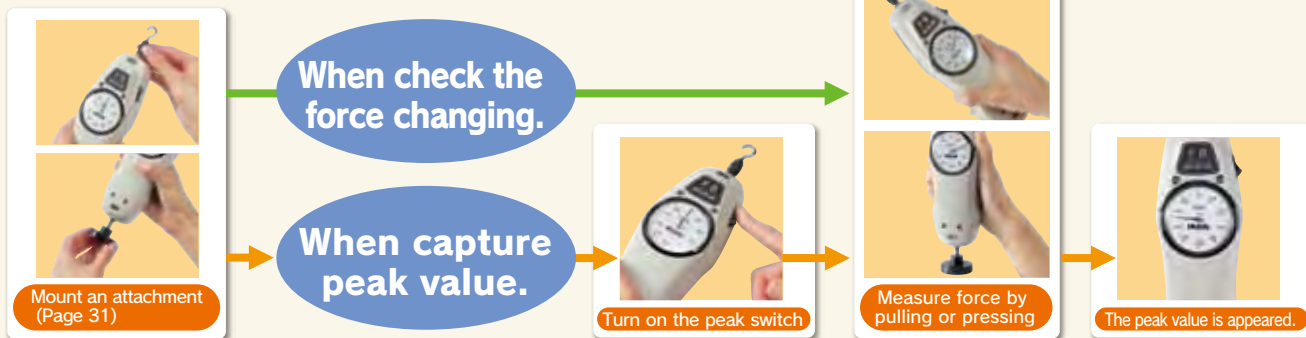 When check the
force changing.
When capture
peak value.
Mount an attachment
(Page 31)
Turn on the peak switch
Measure force by
pulling or pressing
The peak value is appeared.